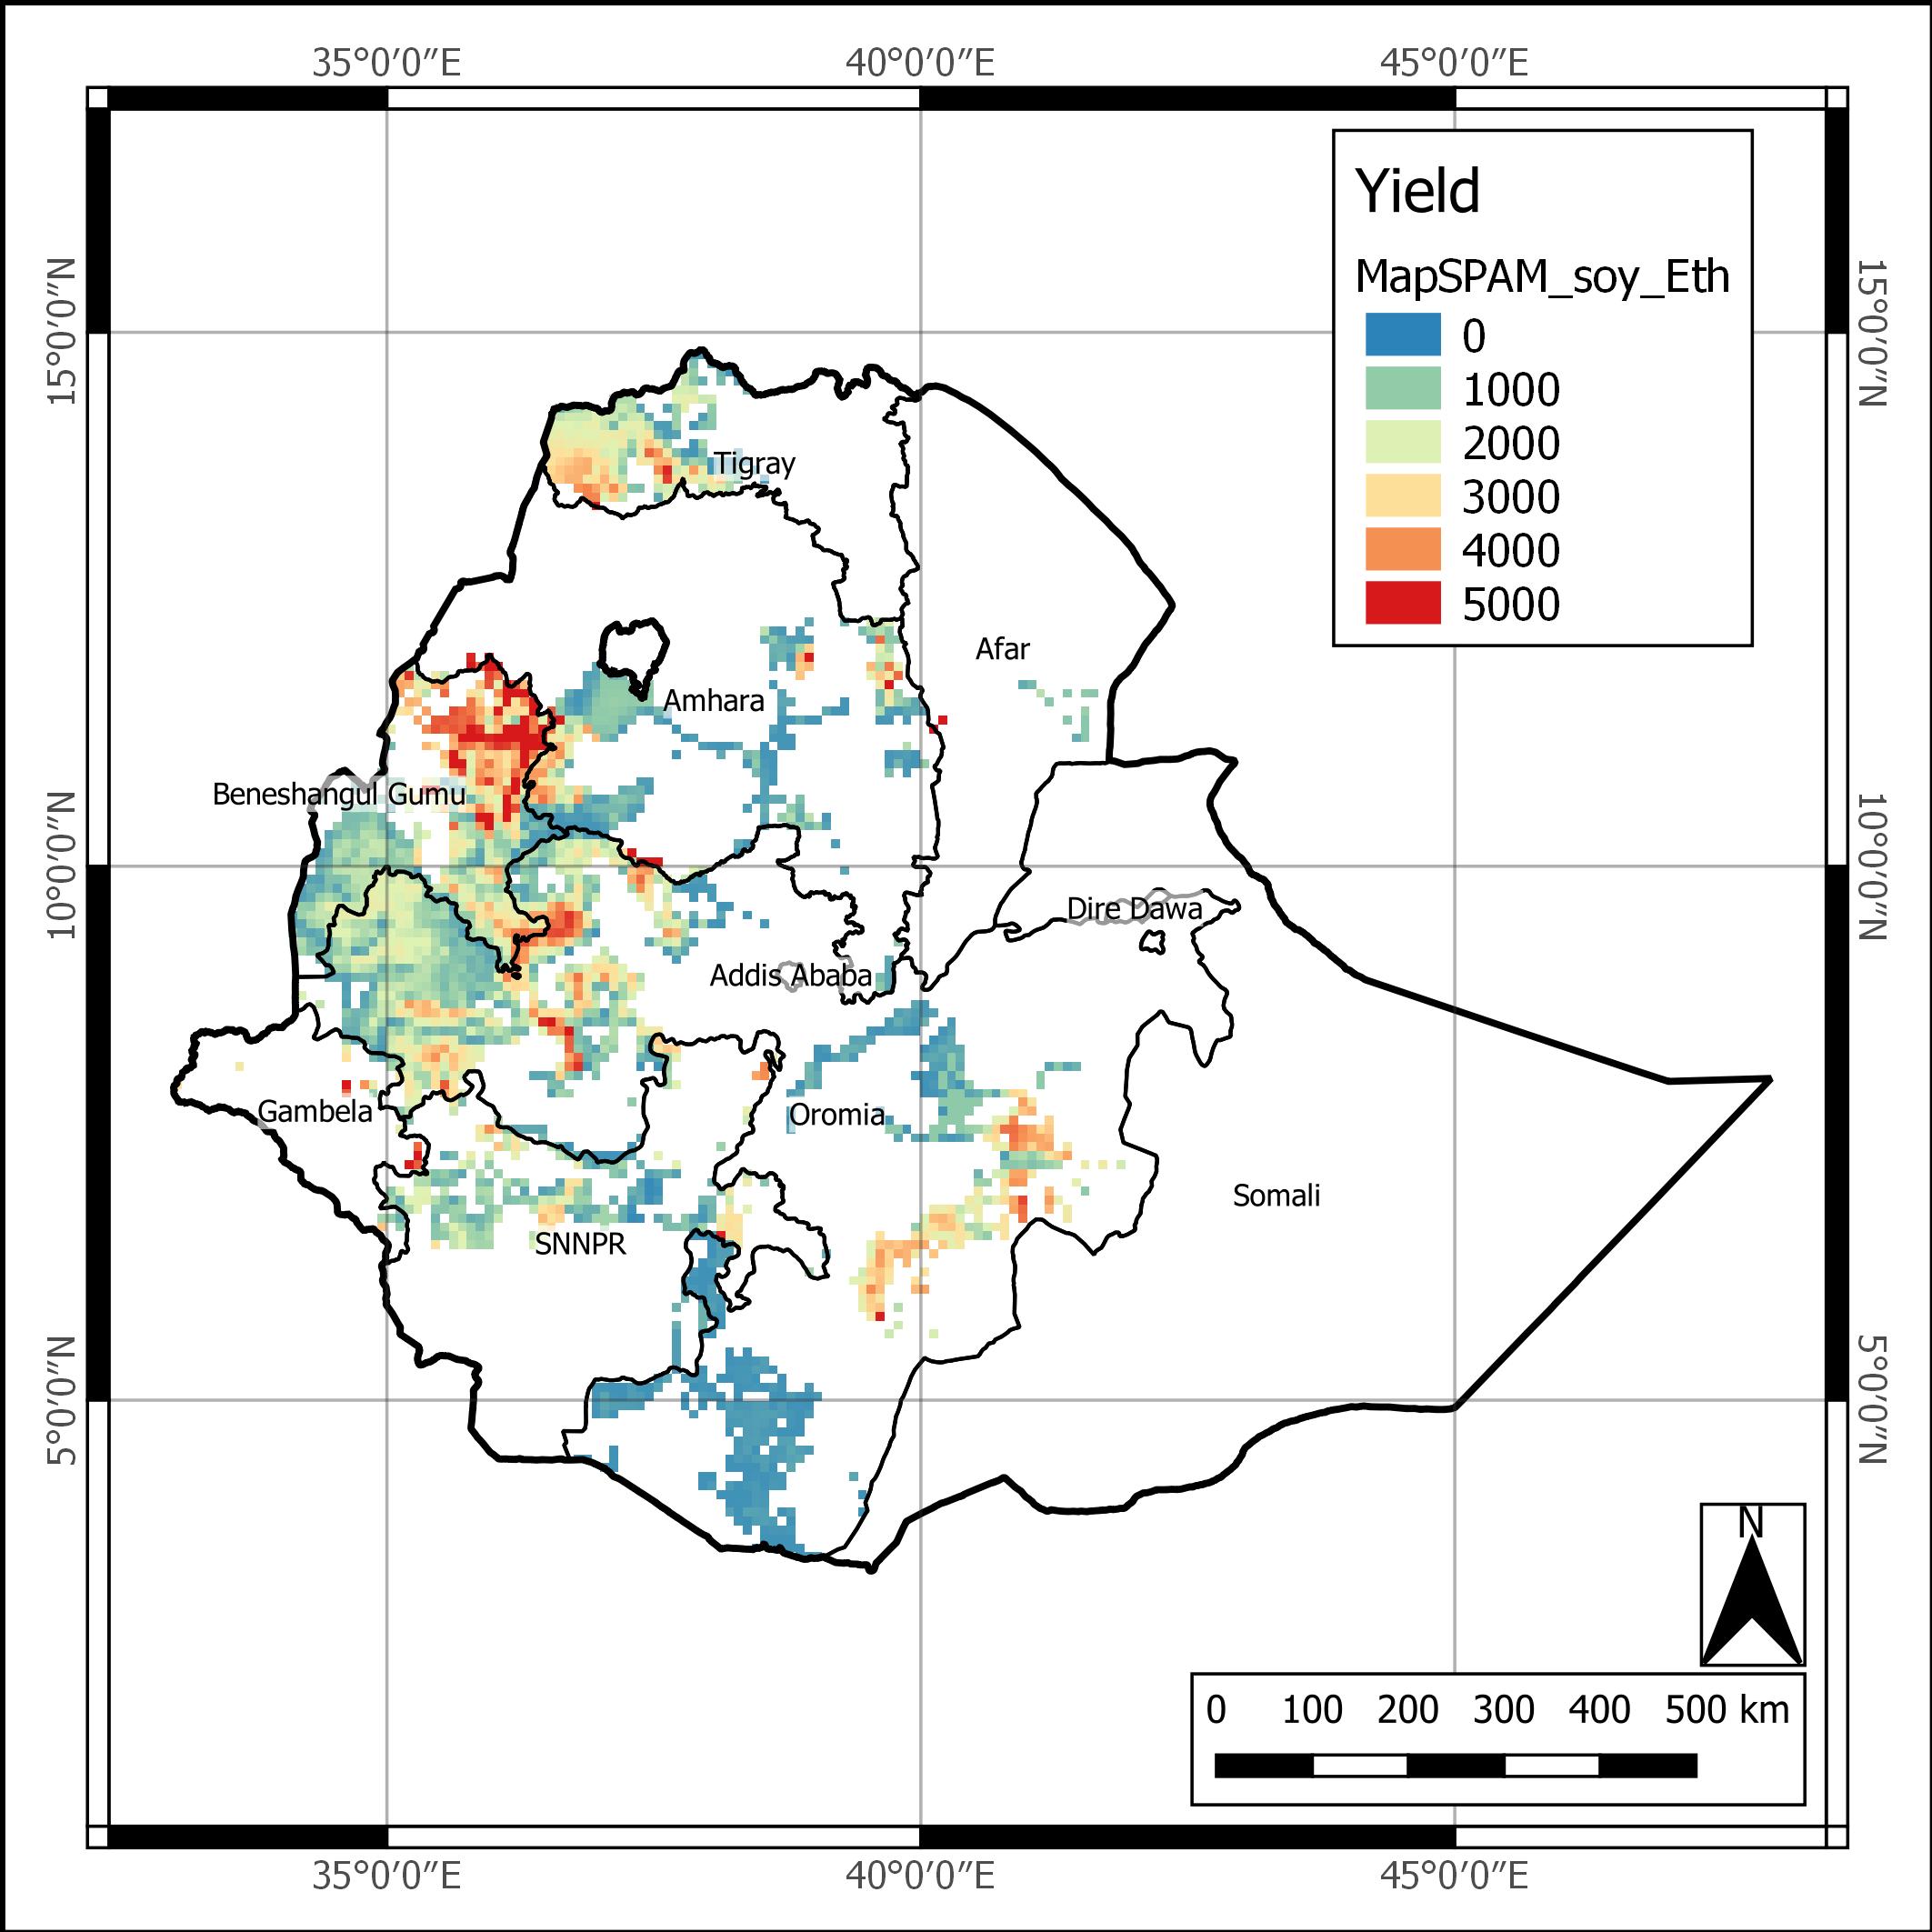 35°0′0″E 40°0′0″E 45°0′0″E
Yield
MapSPAM_soy_Eth
0
1000
2000
3000
4000
5000
15°0′0″N 15°0′0″N
Tigray
Afar
Amhara
Beneshangul Gumu
10°0′0″N 10°0′0″N
Dire Dawa
Addis Ababa
Gambela
Oromia
Somali
SNNPR
5°0′0″N 5°0′0″N
N
0 100 200 300 400 500 km
35°0′0″E 40°0′0″E 45°0′0″E